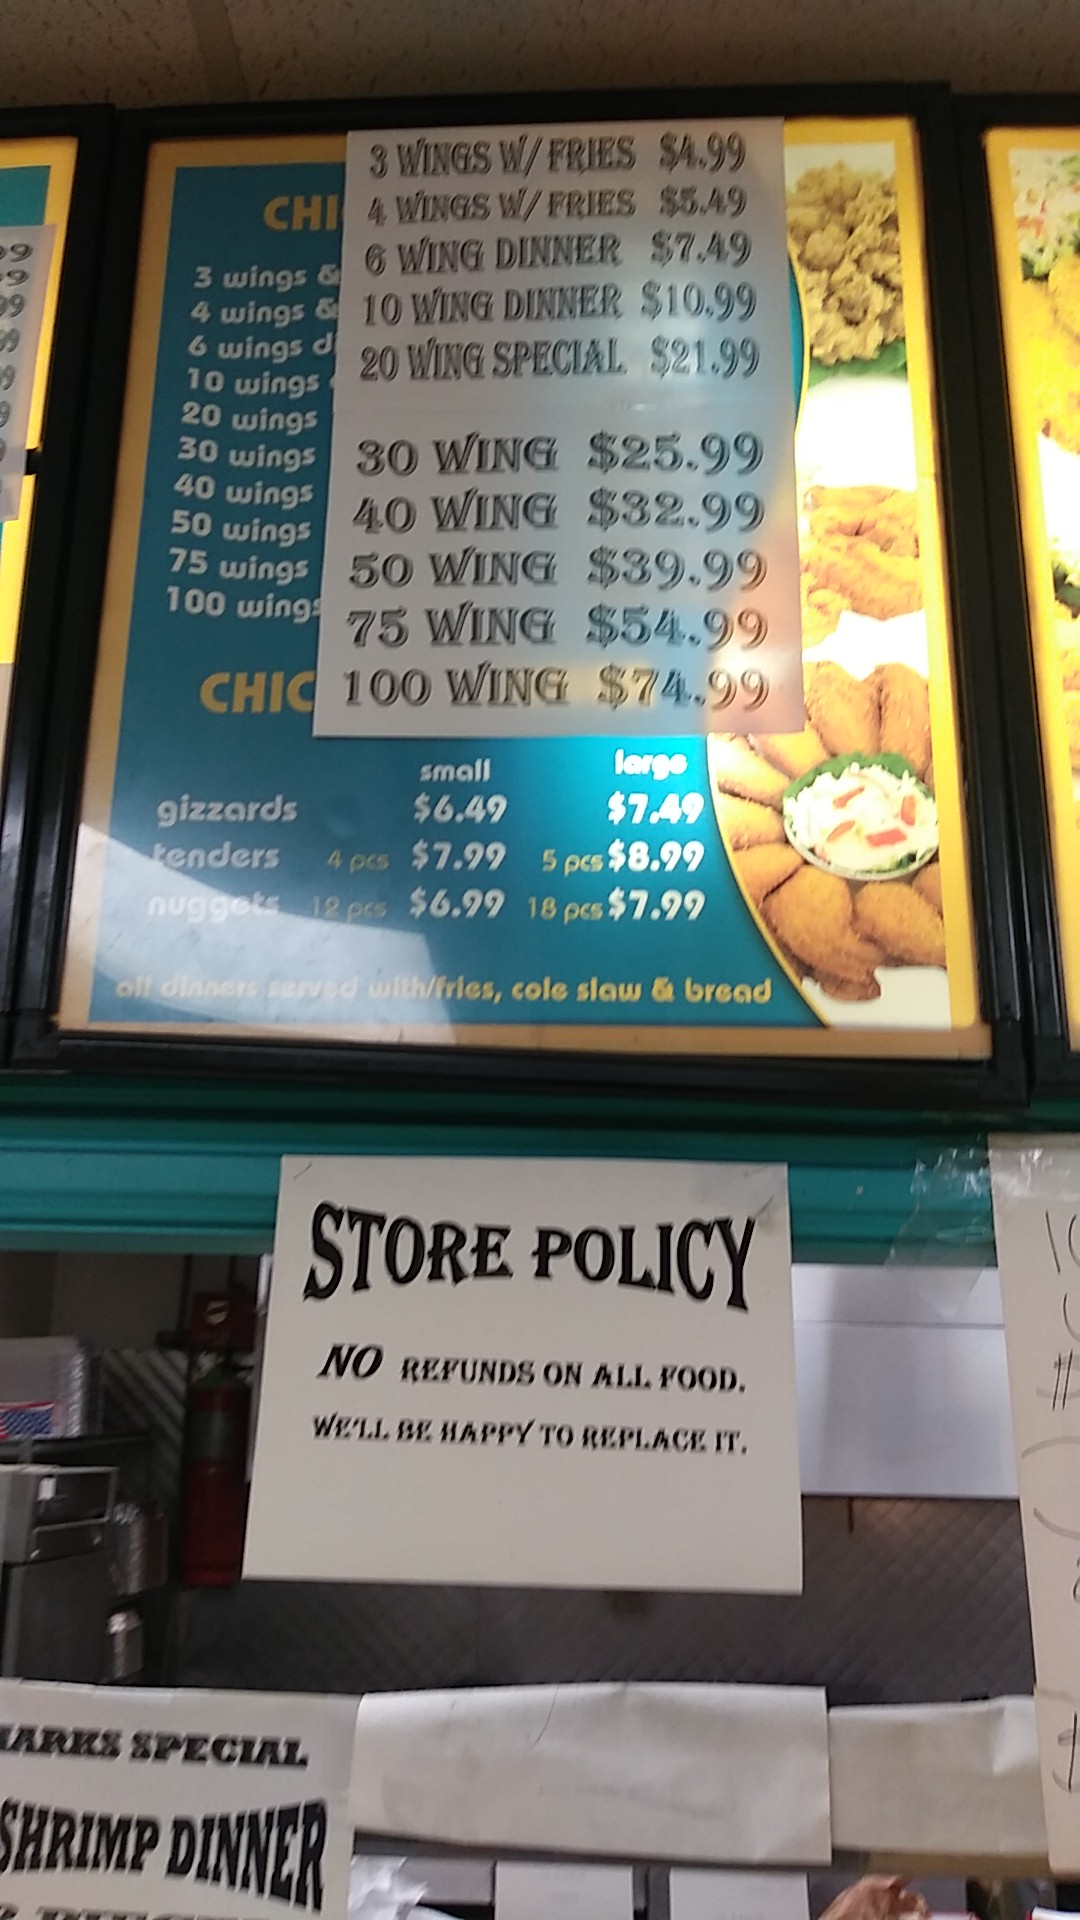 3 WINGS W/ FRIES $4.99
4 WINGS W/ FRIES $5.49
6 WING DINNER $7.49
10 WING DINNER $10.99
20 WING SPECIAL $21.99
30 WING $25.99
40 WING $32.99
50 WING $39.99
75 WING $54.99
100 WING $74.99
CHI
3 wings &
4 wings &
6 wings d
10 wings
20 wings
30 wings
40 wings
50 wings
75 wings
100 wings
CHIC
small large
gizzards $6.49 $7.49
tenders 4 pcs $7.99 5 pcs $8.99
nuggets 12 pcs $6.99 18 pcs $7.99
all dinners served with/fries, cole slaw & bread
STORE POLICY
NO REFUNDS ON ALL FOOD.
WE'LL BE HAPPY TO REPLACE IT.
ARKS SPECIAL
SHRIMP DINNER